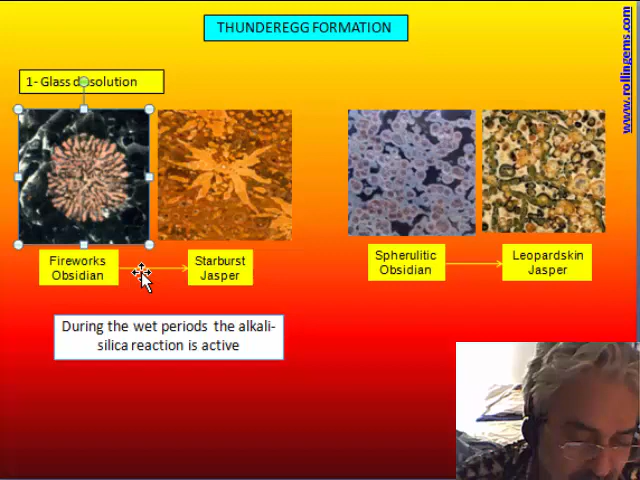 THUNDEREGG FORMATION
www.rollingems.com
1- Glass dissolution
Fireworks
Obsidian
Starburst
Jasper
Spherulitic
Obsidian
Leopardskin
Jasper
During the wet periods the alkali-
silica reaction is active